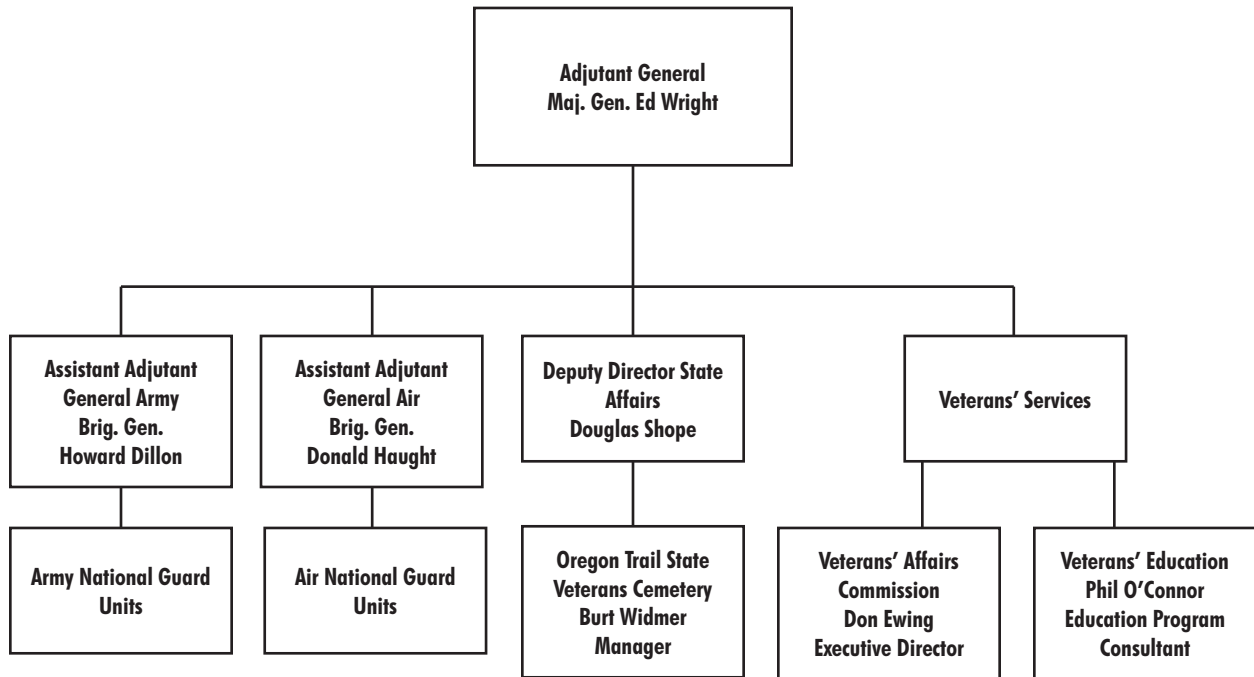 Adjutant General
Maj. Gen. Ed Wright
Assistant Adjutant
General Army
Brig. Gen.
Howard Dillon
Assistant Adjutant
General Air
Brig. Gen.
Donald Haught
Deputy Director State
Affairs
Douglas Shope
Veterans’ Services
Army National Guard
Units
Air National Guard
Units
Oregon Trail State
Veterans Cemetery
Burt Widmer
Manager
Veterans’ Affairs
Commission
Don Ewing
Executive Director
Veterans’ Education
Phil O’Connor
Education Program
Consultant